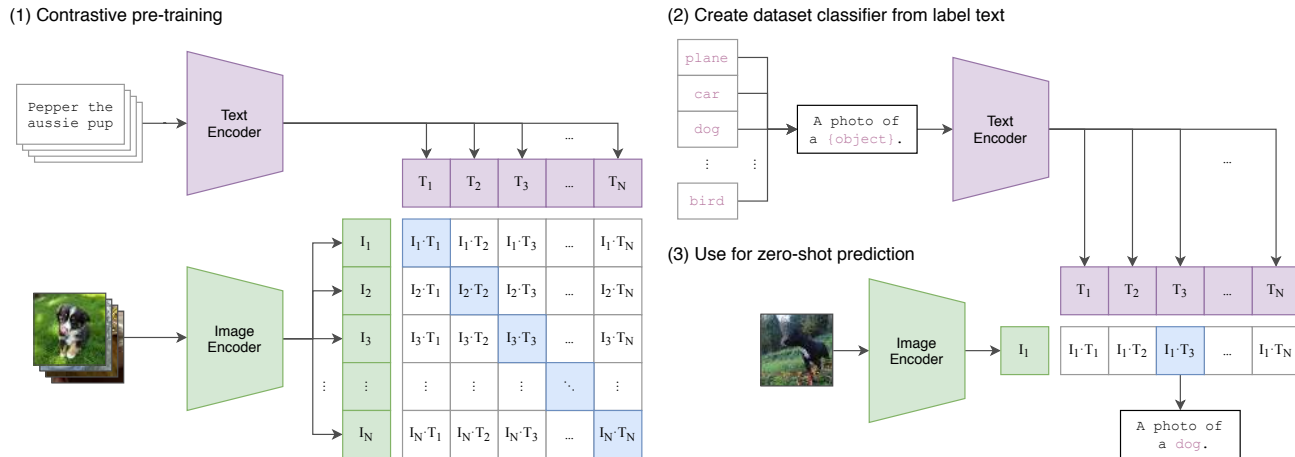 (1) Contrastive pre-training
Pepper the
aussie pup
Text
Encoder
...
T1 T2 T3 ... TN
I1 I1·T1 I1·T2 I1·T3 ... I1·TN
I2 I2·T1 I2·T2 I2·T3 ... I2·TN
Image
Encoder
I3 I3·T1 I3·T2 I3·T3 ... I3·TN
⋮ ⋮ ⋮ ⋮ ⋮ ⋱ ⋮
IN IN·T1 IN·T2 IN·T3 ... IN·TN
(2) Create dataset classifier from label text
plane
car
dog
⋮ ⋮
bird
A photo of
a {object}.
Text
Encoder
...
(3) Use for zero-shot prediction
T1 T2 T3 ... TN
Image
Encoder
I1 I1·T1 I1·T2 I1·T3 ... I1·TN
A photo of
a dog.